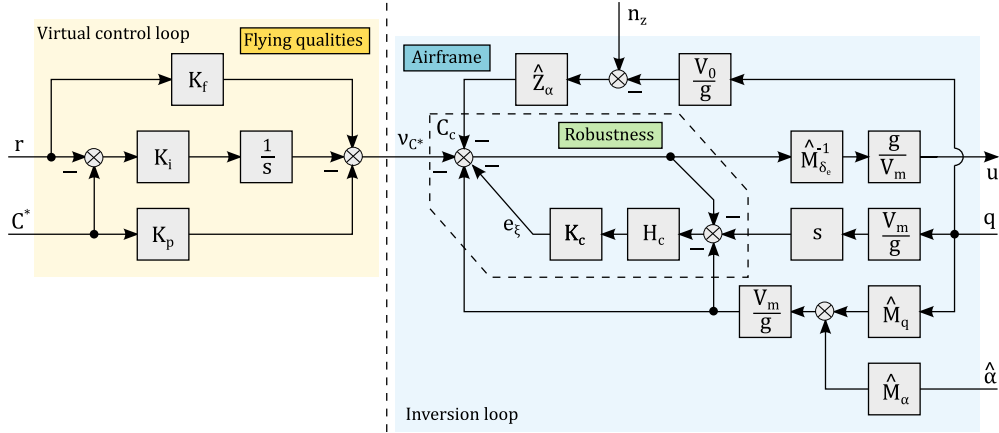 Virtual control loop
Flying qualities
K_f
r
K_i
1/s
C*
K_p
ν_C*
n_z
Airframe
Ẑ_α
V_0/g
C_c
Robustness
M̂⁻¹_δe
g/V_m
u
e_ξ
K_c
H_c
s
V_m/g
q
V_m/g
M̂_q
M̂_α
α̂
Inversion loop